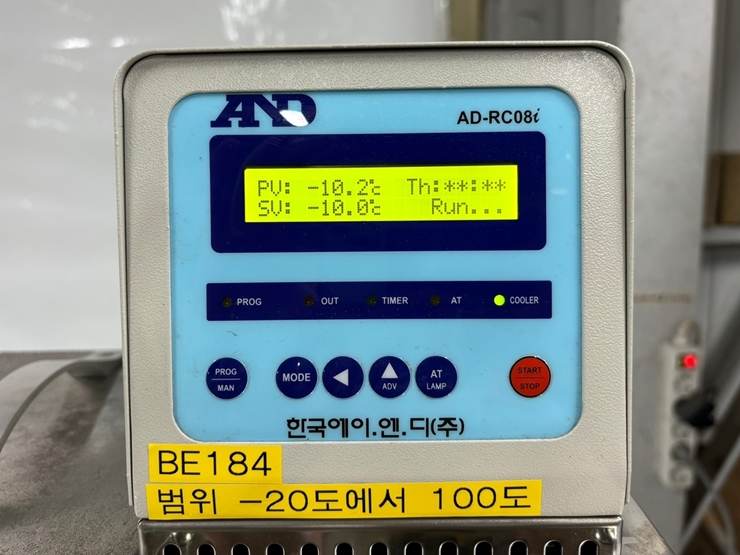 AND
AD-RC08i
PV: -10.2℃ Th:**:**
SV: -10.0℃ Run...
PROG OUT TIMER AT COOLER
PROG MAN MODE ◀ ▲ ADV AT LAMP START STOP
한국에이.엔.디(주)
BE184
범위 -20도에서 100도